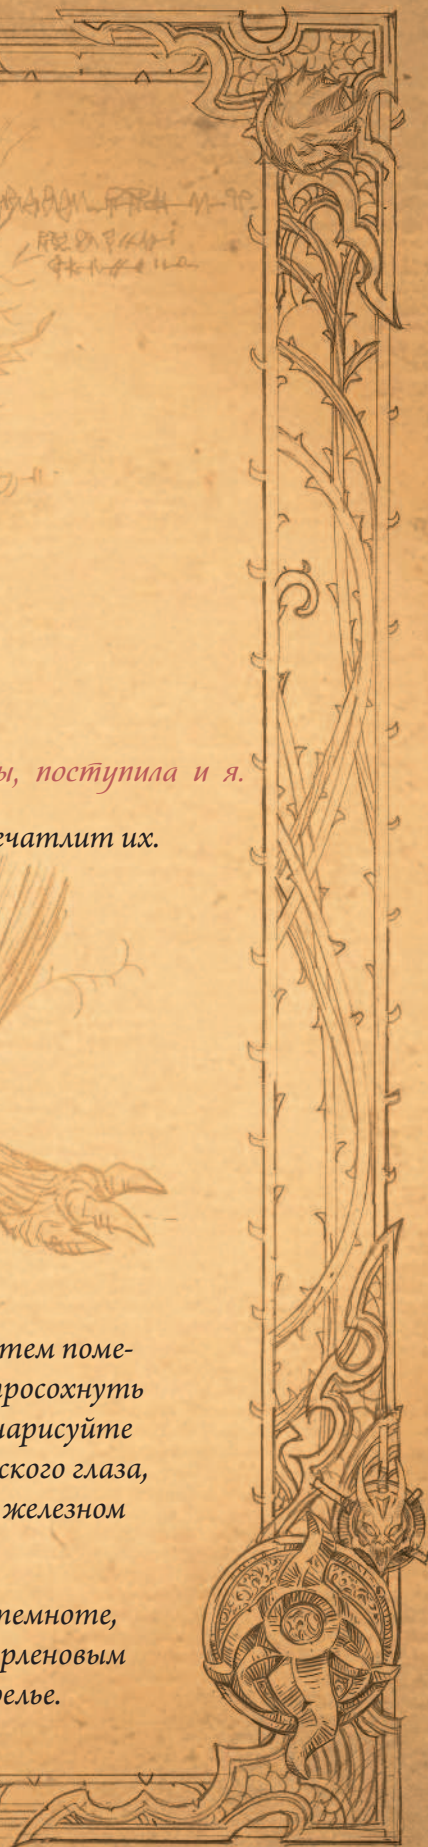 ы, поступила и я.
ечатлит их.
тем поме-
просохнуть
нарисуйте
ского глаза,
железном
темноте,
рленовым
релье.